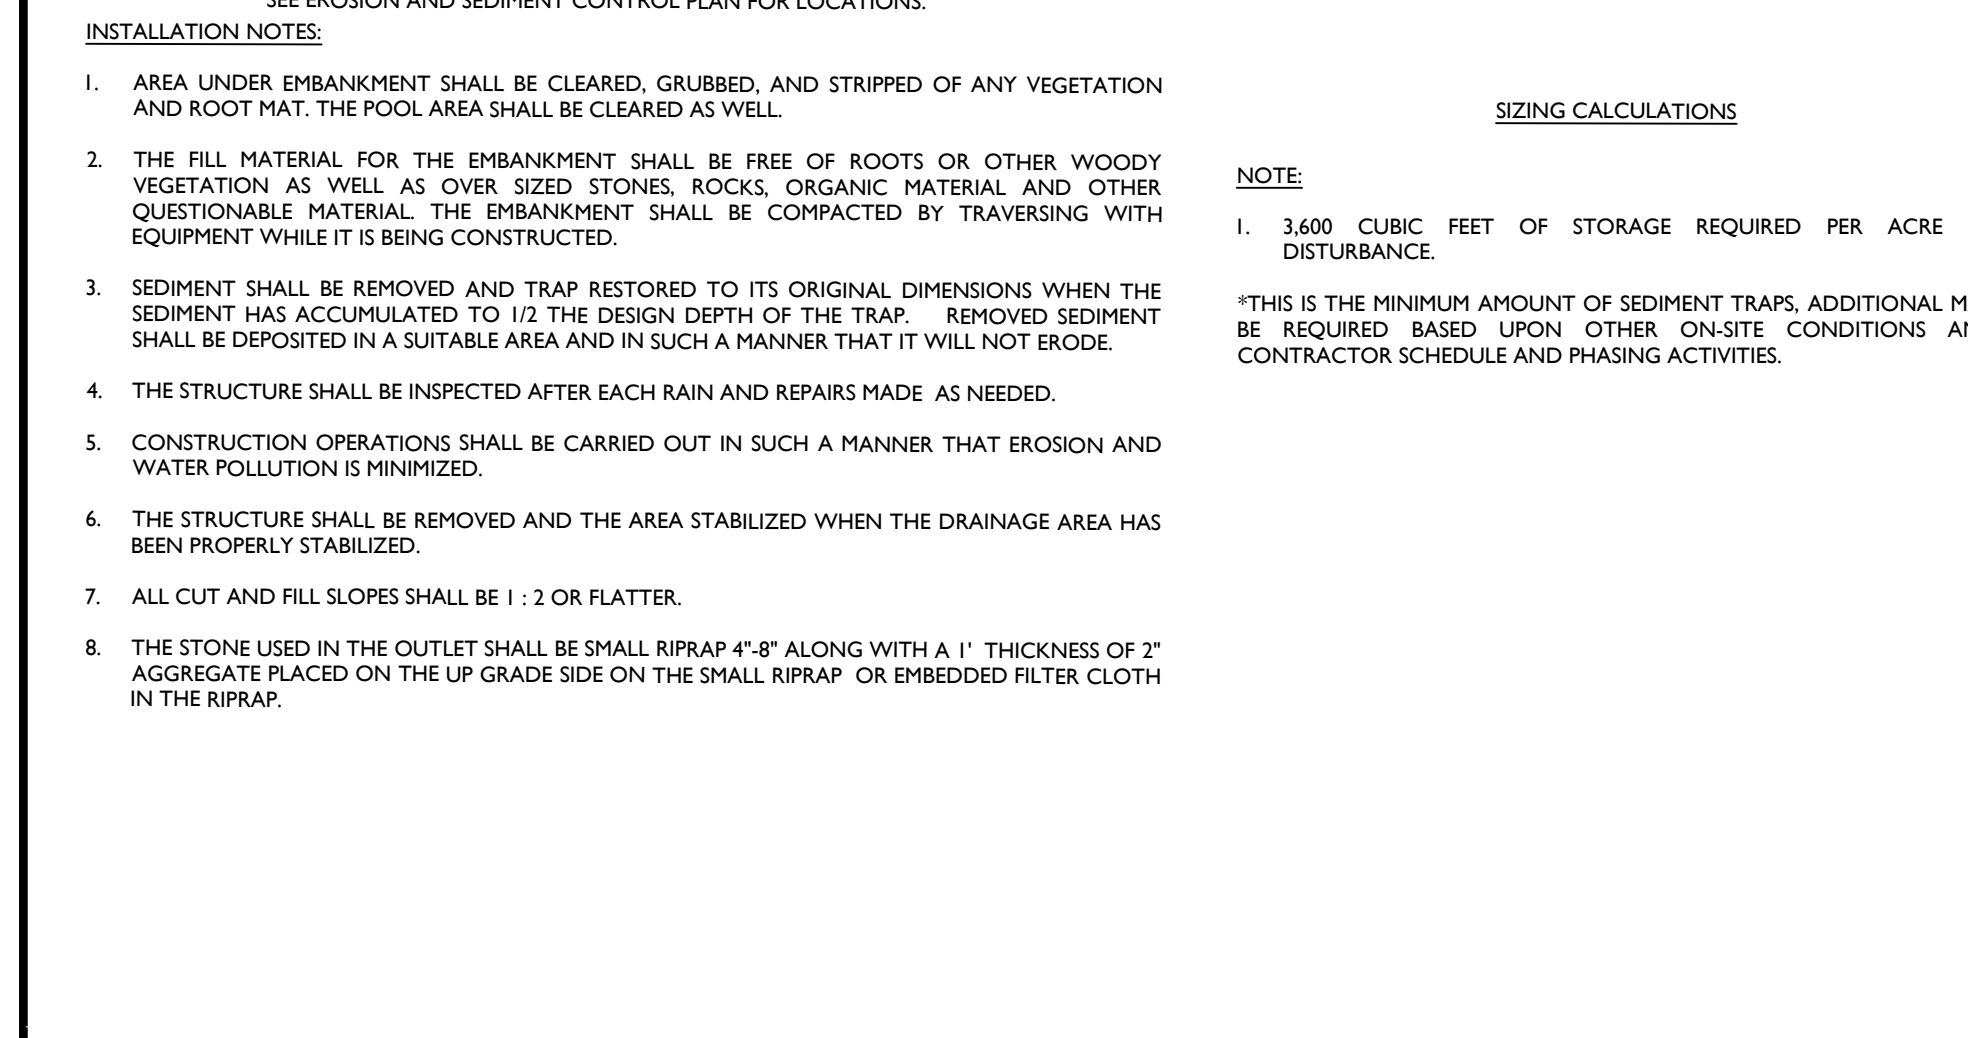 SEE EROSION AND SEDIMENT CONTROL PLAN FOR LOCATIONS.
INSTALLATION NOTES:
1. AREA UNDER EMBANKMENT SHALL BE CLEARED, GRUBBED, AND STRIPPED OF ANY VEGETATION
AND ROOT MAT. THE POOL AREA SHALL BE CLEARED AS WELL.
2. THE FILL MATERIAL FOR THE EMBANKMENT SHALL BE FREE OF ROOTS OR OTHER WOODY
VEGETATION AS WELL AS OVER SIZED STONES, ROCKS, ORGANIC MATERIAL AND OTHER
QUESTIONABLE MATERIAL. THE EMBANKMENT SHALL BE COMPACTED BY TRAVERSING WITH
EQUIPMENT WHILE IT IS BEING CONSTRUCTED.
3. SEDIMENT SHALL BE REMOVED AND TRAP RESTORED TO ITS ORIGINAL DIMENSIONS WHEN THE
SEDIMENT HAS ACCUMULATED TO 1/2 THE DESIGN DEPTH OF THE TRAP. REMOVED SEDIMENT
SHALL BE DEPOSITED IN A SUITABLE AREA AND IN SUCH A MANNER THAT IT WILL NOT ERODE.
4. THE STRUCTURE SHALL BE INSPECTED AFTER EACH RAIN AND REPAIRS MADE AS NEEDED.
5. CONSTRUCTION OPERATIONS SHALL BE CARRIED OUT IN SUCH A MANNER THAT EROSION AND
WATER POLLUTION IS MINIMIZED.
6. THE STRUCTURE SHALL BE REMOVED AND THE AREA STABILIZED WHEN THE DRAINAGE AREA HAS
BEEN PROPERLY STABILIZED.
7. ALL CUT AND FILL SLOPES SHALL BE 1 : 2 OR FLATTER.
8. THE STONE USED IN THE OUTLET SHALL BE SMALL RIPRAP 4"-8" ALONG WITH A 1' THICKNESS OF 2"
AGGREGATE PLACED ON THE UP GRADE SIDE ON THE SMALL RIPRAP OR EMBEDDED FILTER CLOTH
IN THE RIPRAP.
SIZING CALCULATIONS
NOTE:
1. 3,600 CUBIC FEET OF STORAGE REQUIRED PER ACRE
DISTURBANCE.
*THIS IS THE MINIMUM AMOUNT OF SEDIMENT TRAPS, ADDITIONAL
BE REQUIRED BASED UPON OTHER ON-SITE CONDITIONS
CONTRACTOR SCHEDULE AND PHASING ACTIVITIES.